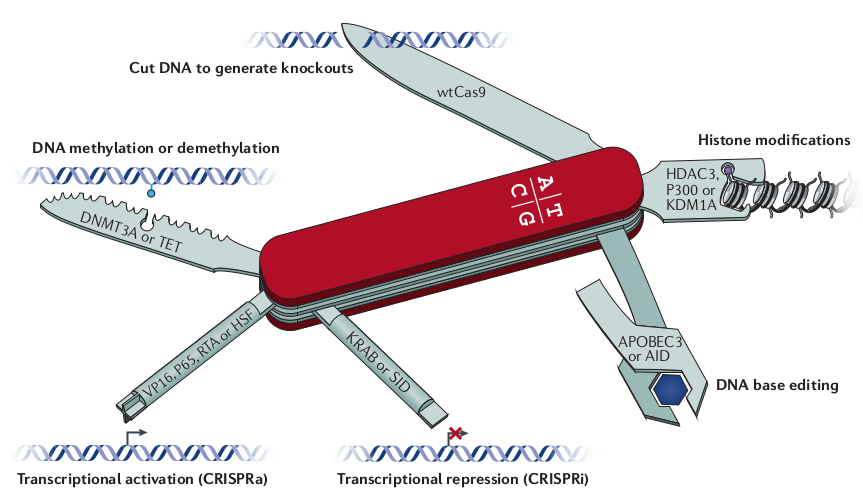 Cut DNA to generate knockouts
wtCas9
DNA methylation or demethylation
Histone modifications
HDAC3,
P300 or
KDM1A
A T
C G
DNMT3A or TET
VP16, P65, RTA or HSF
KRAB or SID
APOBEC3
or AID
DNA base editing
Transcriptional activation (CRISPRa)
Transcriptional repression (CRISPRi)